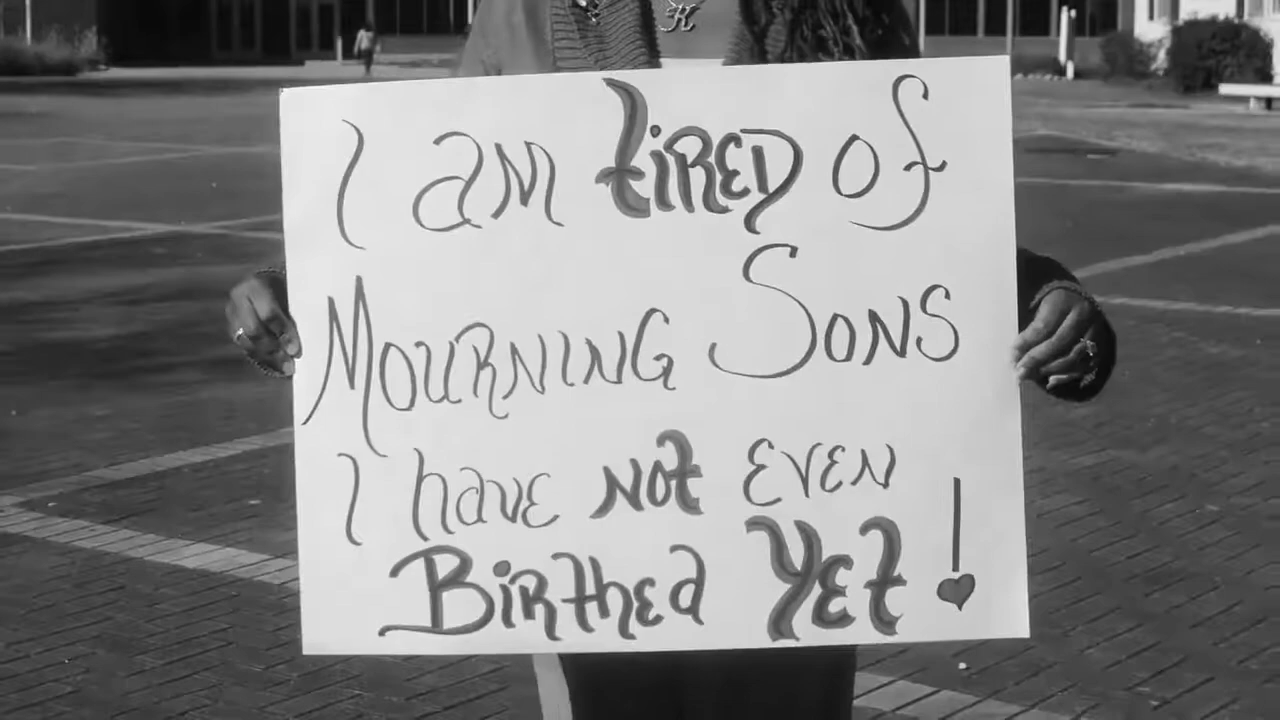 K
I am tired of
Mourning Sons
I have not even
Birthed Yet!